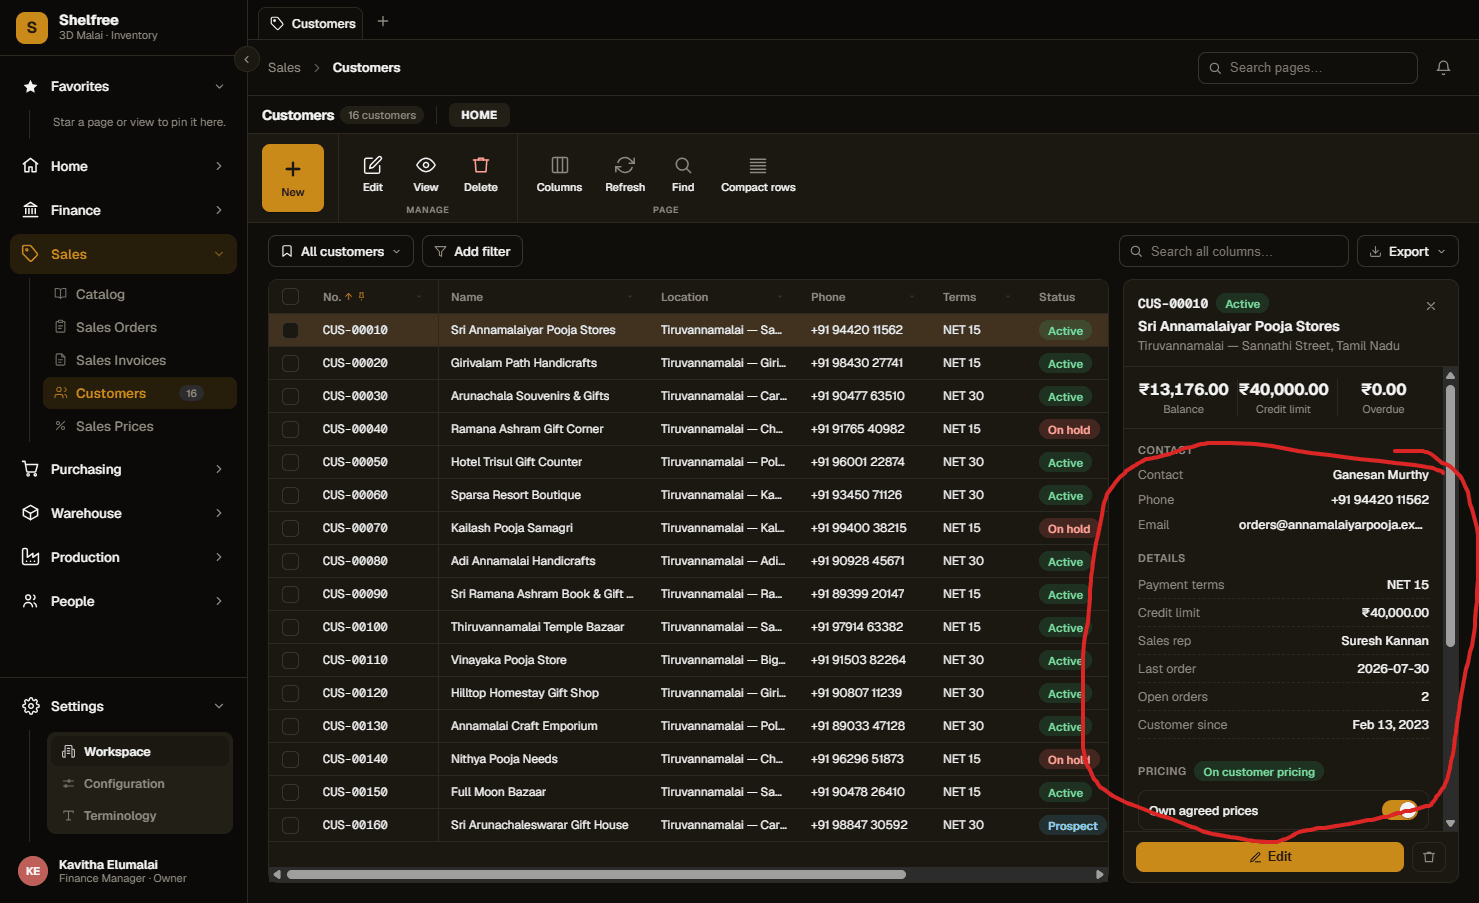 S
Shelfree
3D Malai · Inventory
Favorites
Star a page or view to pin it here.
Home
Finance
Sales
Catalog
Sales Orders
Sales Invoices
Customers 16
Sales Prices
Purchasing
Warehouse
Production
People
Settings
Workspace
Configuration
Terminology
KE
Kavitha Elumalai
Finance Manager · Owner
Customers
Sales > Customers
Search pages...
Customers 16 customers HOME
New
Edit View Delete
MANAGE
Columns Refresh Find Compact rows
PAGE
All customers Add filter
Search all columns... Export
No. Name Location Phone Terms Status
CUS-00010 Sri Annamalaiyar Pooja Stores Tiruvannamalai — Sa... +91 94420 11562 NET 15 Active
CUS-00020 Girivalam Path Handicrafts Tiruvannamalai — Giri... +91 98430 27741 NET 15 Active
CUS-00030 Arunachala Souvenirs & Gifts Tiruvannamalai — Car... +91 90477 63510 NET 30 Active
CUS-00040 Ramana Ashram Gift Corner Tiruvannamalai — Ch... +91 91765 40982 NET 15 On hold
CUS-00050 Hotel Trisul Gift Counter Tiruvannamalai — Pol... +91 96001 22874 NET 30 Active
CUS-00060 Sparsa Resort Boutique Tiruvannamalai — Ka... +91 93450 71126 NET 30 Active
CUS-00070 Kailash Pooja Samagri Tiruvannamalai — Kal... +91 99400 38215 NET 15 On hold
CUS-00080 Adi Annamalai Handicrafts Tiruvannamalai — Adi... +91 90928 45671 NET 30 Active
CUS-00090 Sri Ramana Ashram Book & Gift ... Tiruvannamalai — Ra... +91 89399 20147 NET 15 Active
CUS-00100 Thiruvannamalai Temple Bazaar Tiruvannamalai — Sa... +91 97914 63382 NET 15 Active
CUS-00110 Vinayaka Pooja Store Tiruvannamalai — Big... +91 91503 82264 NET 30 Active
CUS-00120 Hilltop Homestay Gift Shop Tiruvannamalai — Giri... +91 90807 11239 NET 30 Active
CUS-00130 Annamalai Craft Emporium Tiruvannamalai — Pol... +91 89033 47128 NET 30 Active
CUS-00140 Nithya Pooja Needs Tiruvannamalai — Ch... +91 96296 51873 NET 15 On hold
CUS-00150 Full Moon Bazaar Tiruvannamalai — Sa... +91 90478 26410 NET 15 Active
CUS-00160 Sri Arunachaleswarar Gift House Tiruvannamalai — Car... +91 98847 30592 NET 30 Prospect
CUS-00010 Active
Sri Annamalaiyar Pooja Stores
Tiruvannamalai — Sannathi Street, Tamil Nadu
₹13,176.00 ₹40,000.00 ₹0.00
Balance Credit limit Overdue
CONTACT
Contact Ganesan Murthy
Phone +91 94420 11562
Email orders@annamalaiyarpooja.ex...
DETAILS
Payment terms NET 15
Credit limit ₹40,000.00
Sales rep Suresh Kannan
Last order 2026-07-30
Open orders 2
Customer since Feb 13, 2023
PRICING On customer pricing
Own agreed prices
Edit